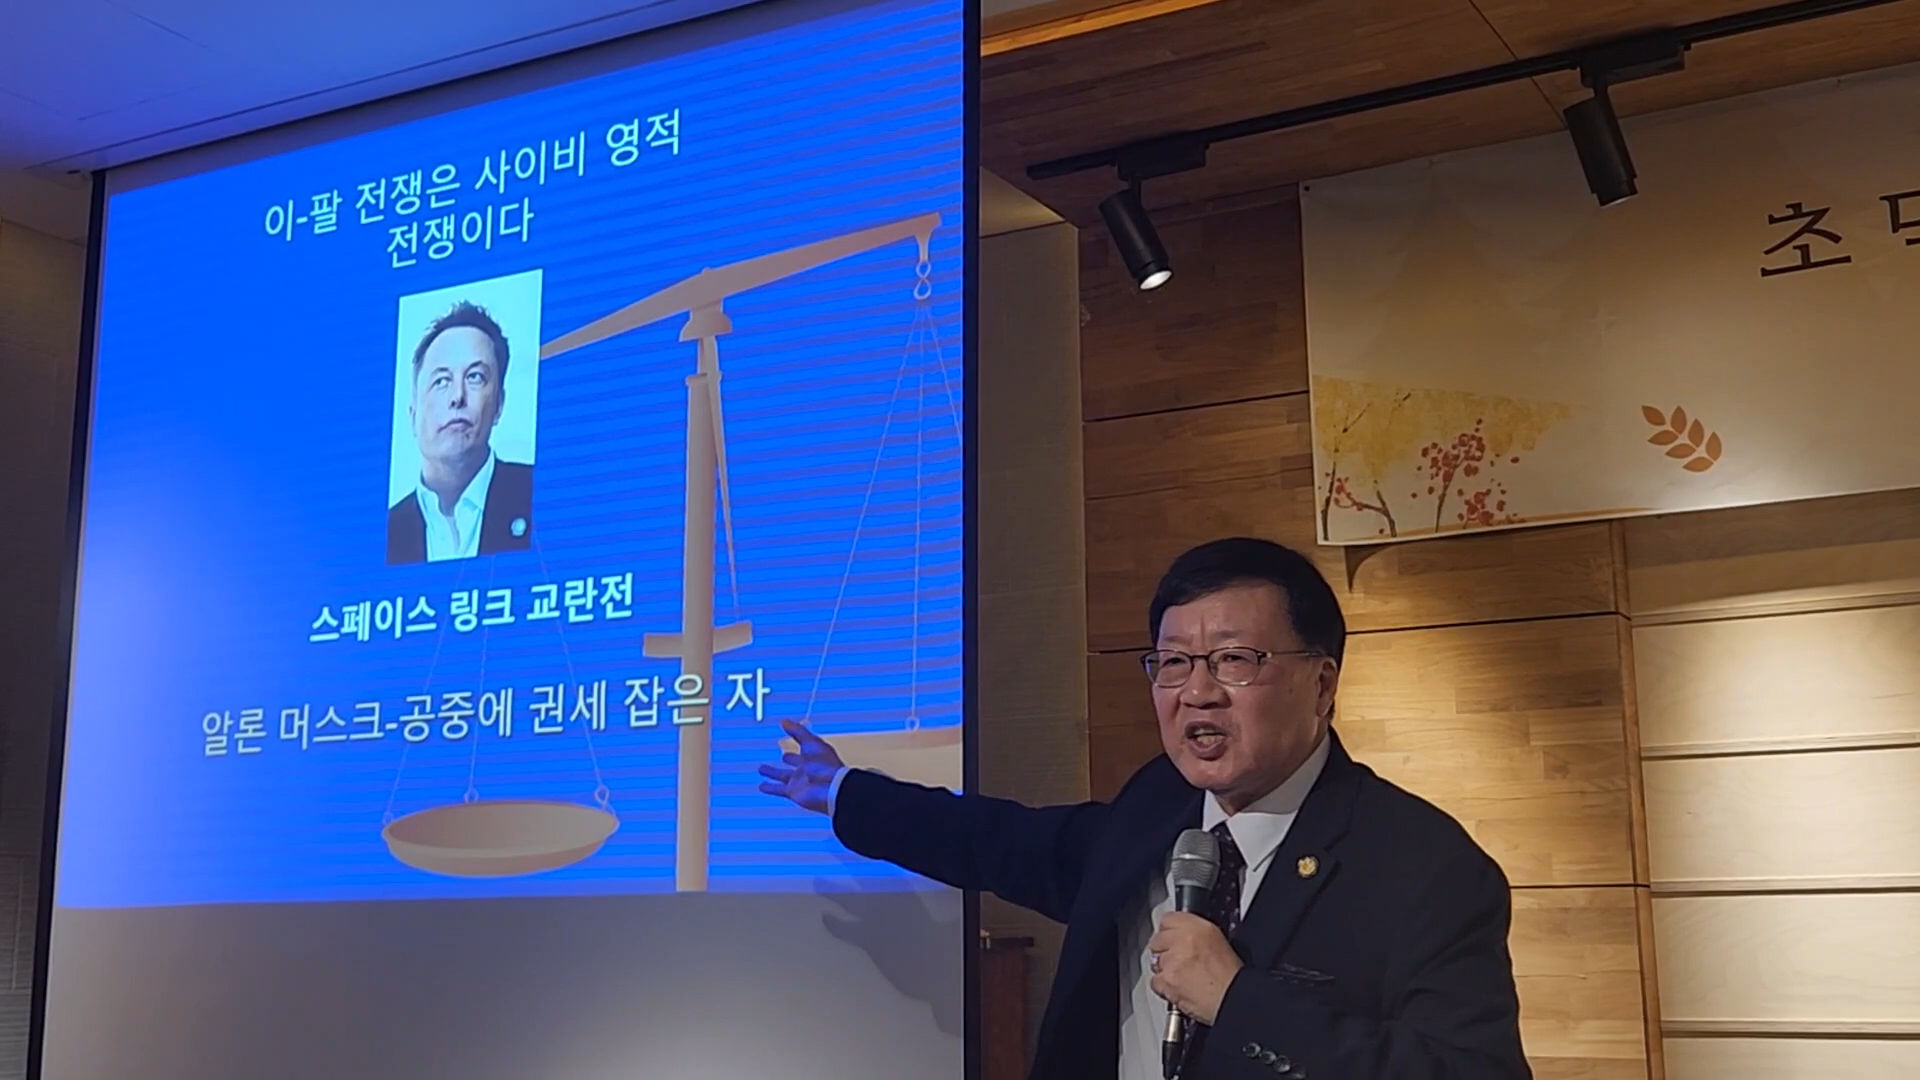 이-팔 전쟁은 사이비 영적
전쟁이다
스페이스 링크 교란전
알론 머스크-공중에 권세 잡은 자
초